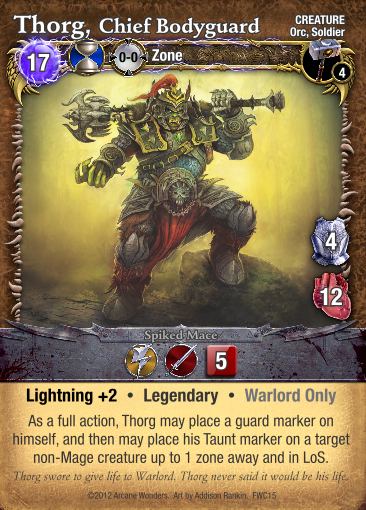 Thorg, Chief Bodyguard
CREATURE
Orc, Soldier
17
0-0
Zone
4
4
12
Spiked Mace
5
Lightning +2 • Legendary • Warlord Only
As a full action, Thorg may place a guard marker on
himself, and then may place his Taunt marker on a target
non-Mage creature up to 1 zone away and in LoS.
Thorg swore to give life to Warlord. Thorg never said it would be his life.
©2012 Arcane Wonders. Art by Addison Rankin. FWC15